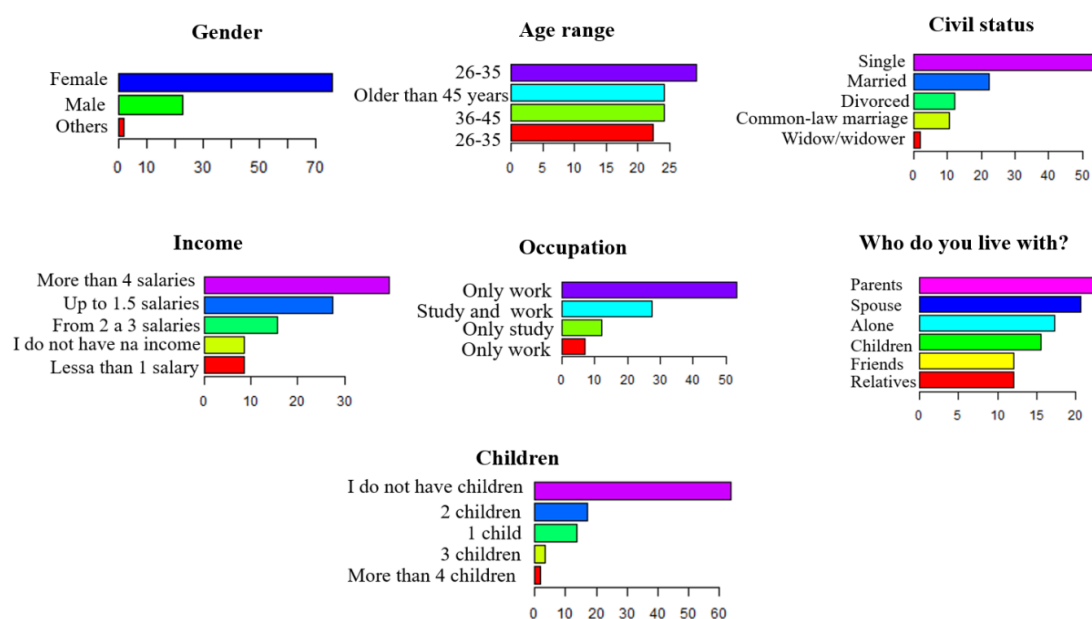 Gender
Female
Male
Others
0 10 30 50 70
Age range
26-35
Older than 45 years
36-45
26-35
0 5 10 15 20 25
Civil status
Single
Married
Divorced
Common-law marriage
Widow/widower
0 10 20 30 40 50
Income
More than 4 salaries
Up to 1.5 salaries
From 2 a 3 salaries
I do not have na income
Lessa than 1 salary
0 10 20 30
Occupation
Only work
Study and work
Only study
Only work
0 10 20 30 40 50
Who do you live with?
Parents
Spouse
Alone
Children
Friends
Relatives
0 5 10 15 20
Children
I do not have children
2 children
1 child
3 children
More than 4 children
0 10 20 30 40 50 60